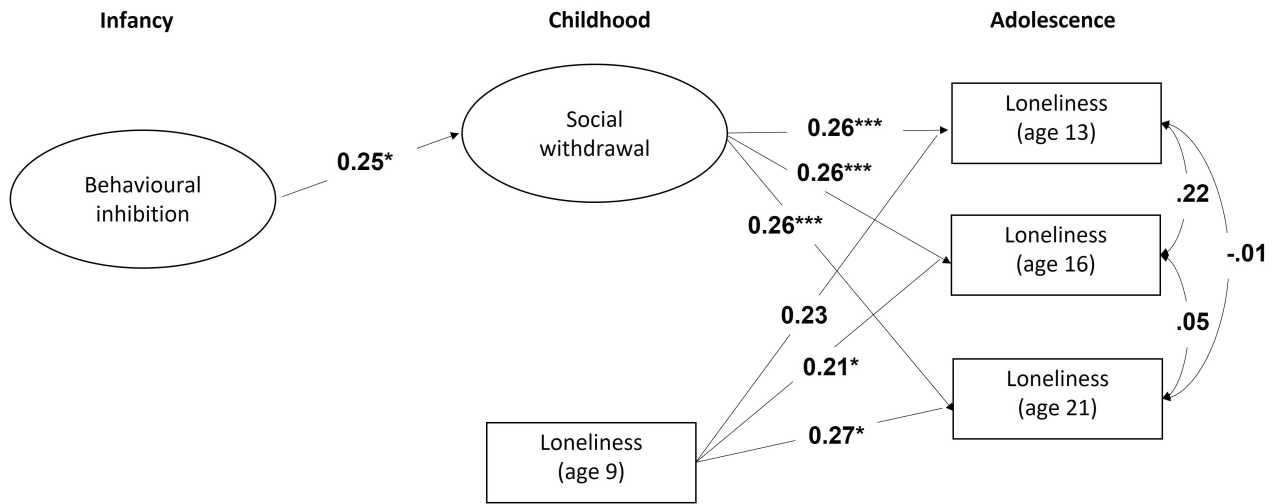 Infancy
Childhood
Adolescence
Behavioural
inhibition
0.25*
Social
withdrawal
0.26***
0.26***
0.26***
0.23
0.21*
0.27*
Loneliness
(age 9)
Loneliness
(age 13)
Loneliness
(age 16)
Loneliness
(age 21)
.22
-.01
.05